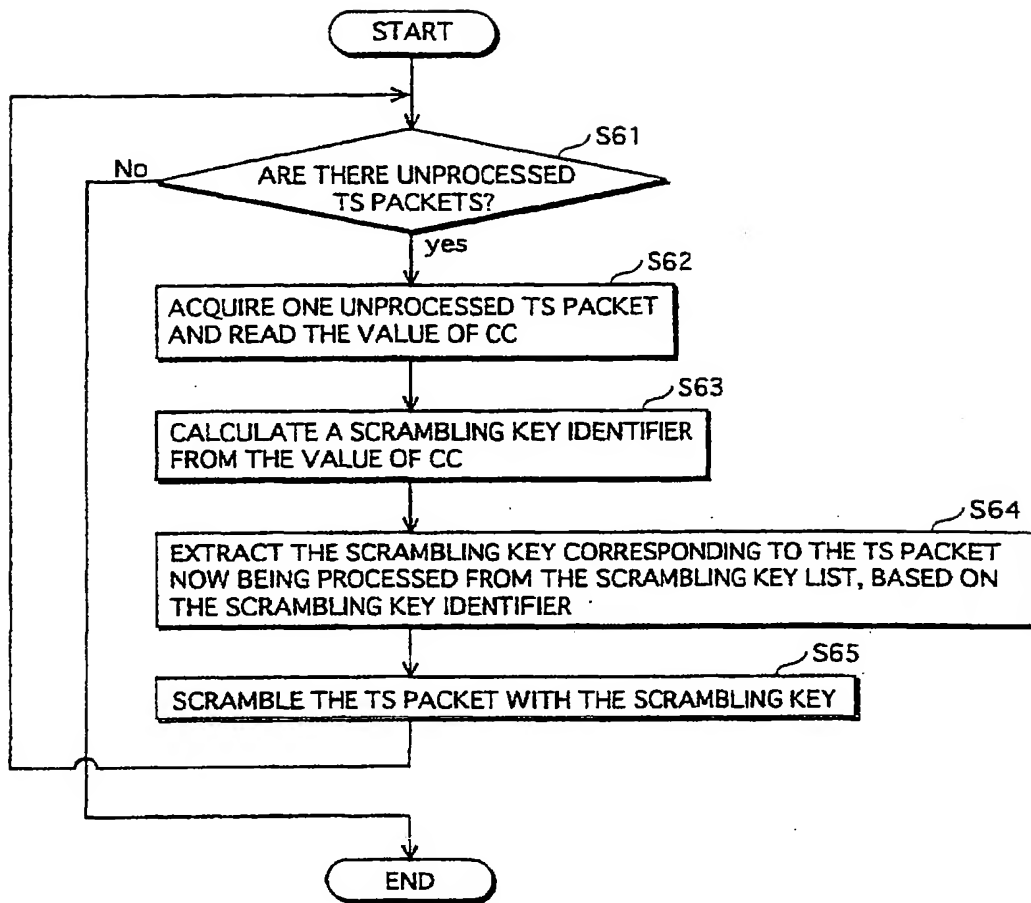 START
S61
No
ARE THERE UNPROCESSED
TS PACKETS?
yes
S62
ACQUIRE ONE UNPROCESSED TS PACKET
AND READ THE VALUE OF CC
S63
CALCULATE A SCRAMBLING KEY IDENTIFIER
FROM THE VALUE OF CC
S64
EXTRACT THE SCRAMBLING KEY CORRESPONDING TO THE TS PACKET
NOW BEING PROCESSED FROM THE SCRAMBLING KEY LIST, BASED ON
THE SCRAMBLING KEY IDENTIFIER
S65
SCRAMBLE THE TS PACKET WITH THE SCRAMBLING KEY
END